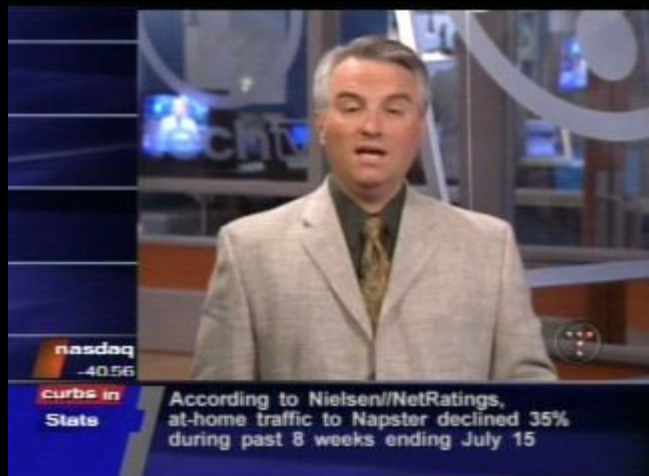 techtv
nasdaq
-40.56
curbs in
Stats
According to Nielsen//NetRatings,
at-home traffic to Napster declined 35%
during past 8 weeks ending July 15